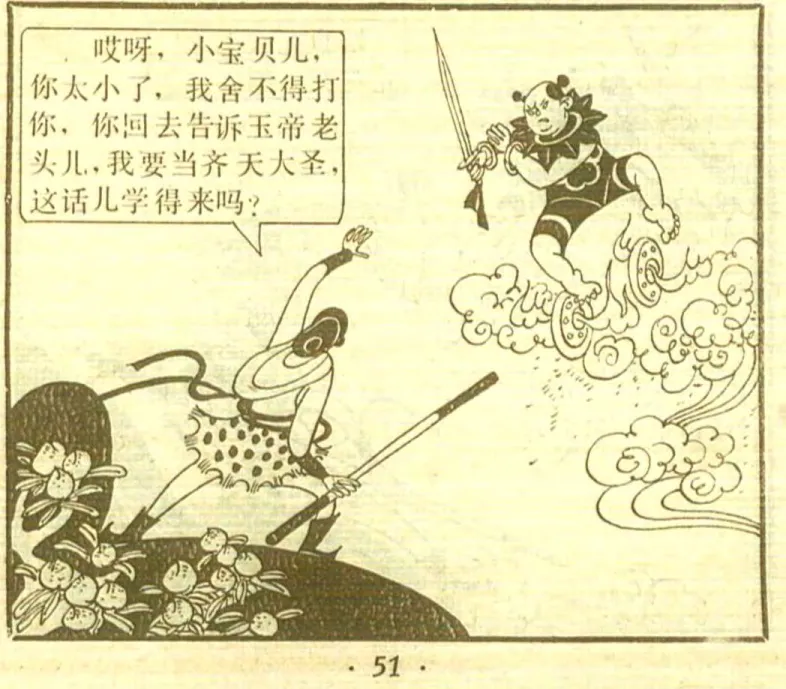 哎呀，小宝贝儿，
你太小了，我舍不得打
你，你回去告诉玉帝老
头儿，我要当齐天大圣，
这话儿学得来吗？
· 51 ·